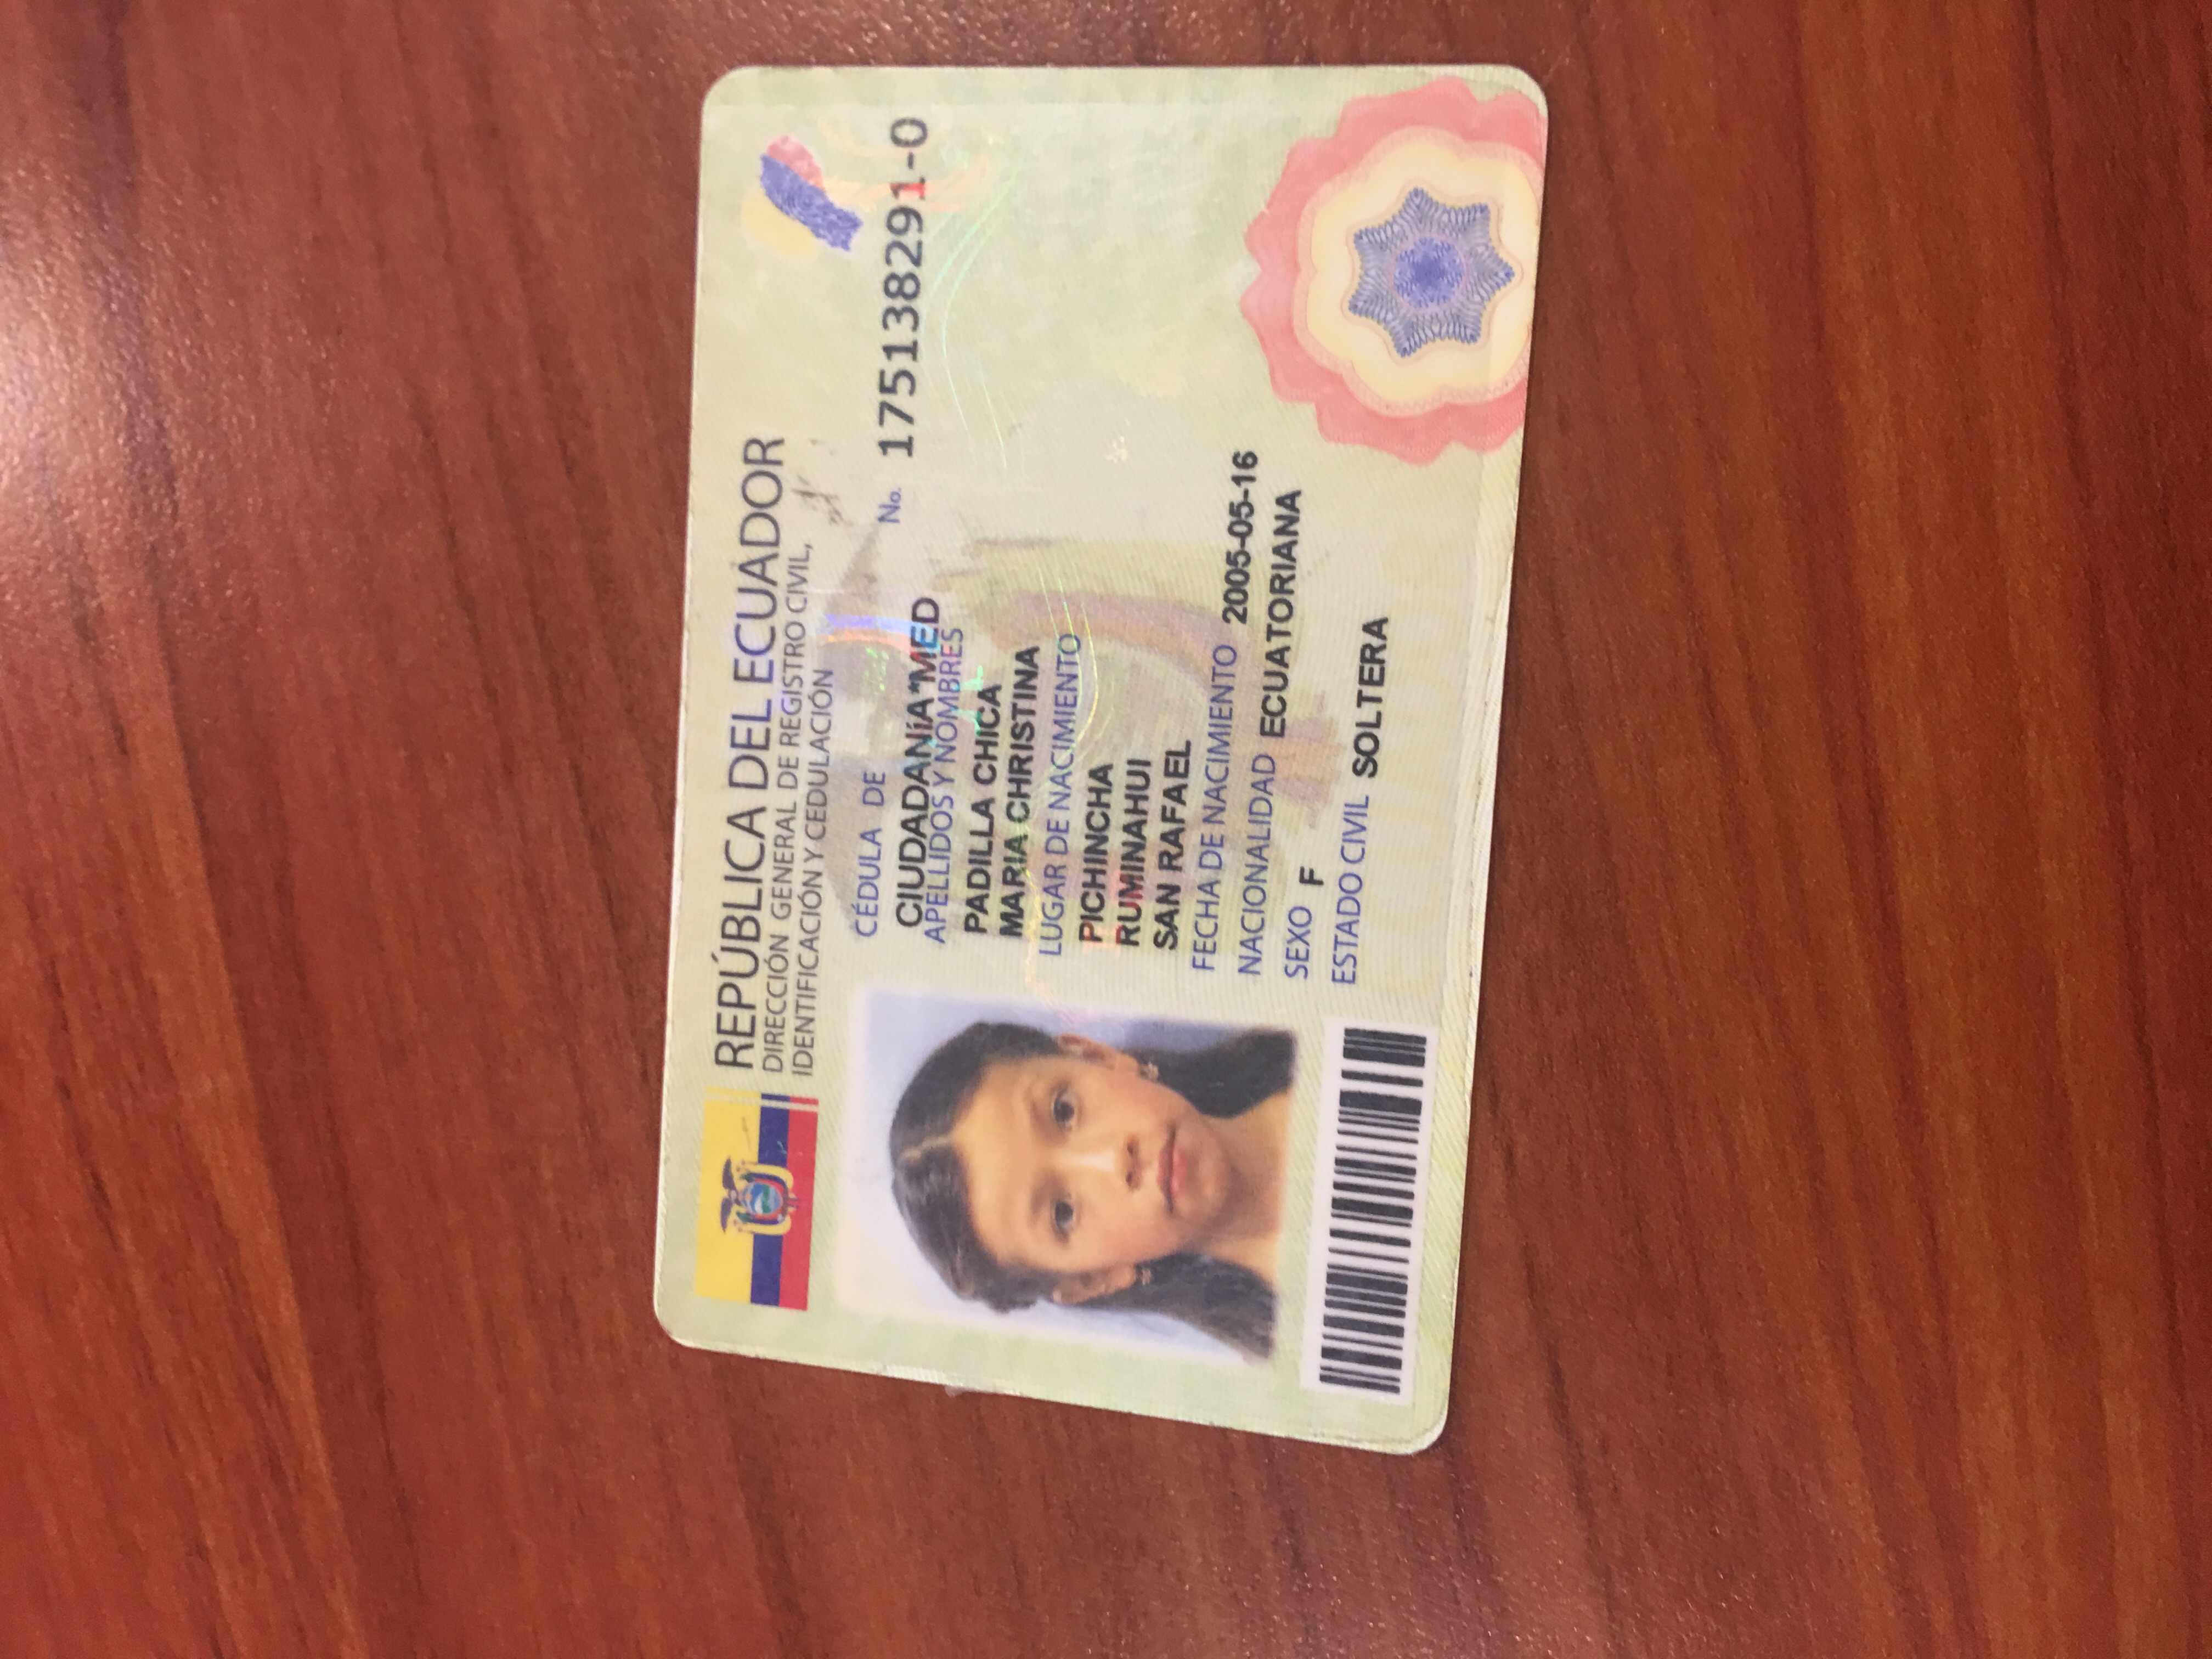 REPÚBLICA DEL ECUADOR
DIRECCIÓN GENERAL DE REGISTRO CIVIL,
IDENTIFICACIÓN Y CEDULACIÓN
CÉDULA DE
CIUDADANíA*MED
No. 175138291-0
APELLIDOS Y NOMBRES
PADILLA CHICA
MARIA CHRISTINA
LUGAR DE NACIMIENTO
PICHINCHA
RUMINAHUI
SAN RAFAEL
FECHA DE NACIMIENTO 2005-05-16
NACIONALIDAD ECUATORIANA
SEXO F
ESTADO CIVIL SOLTERA